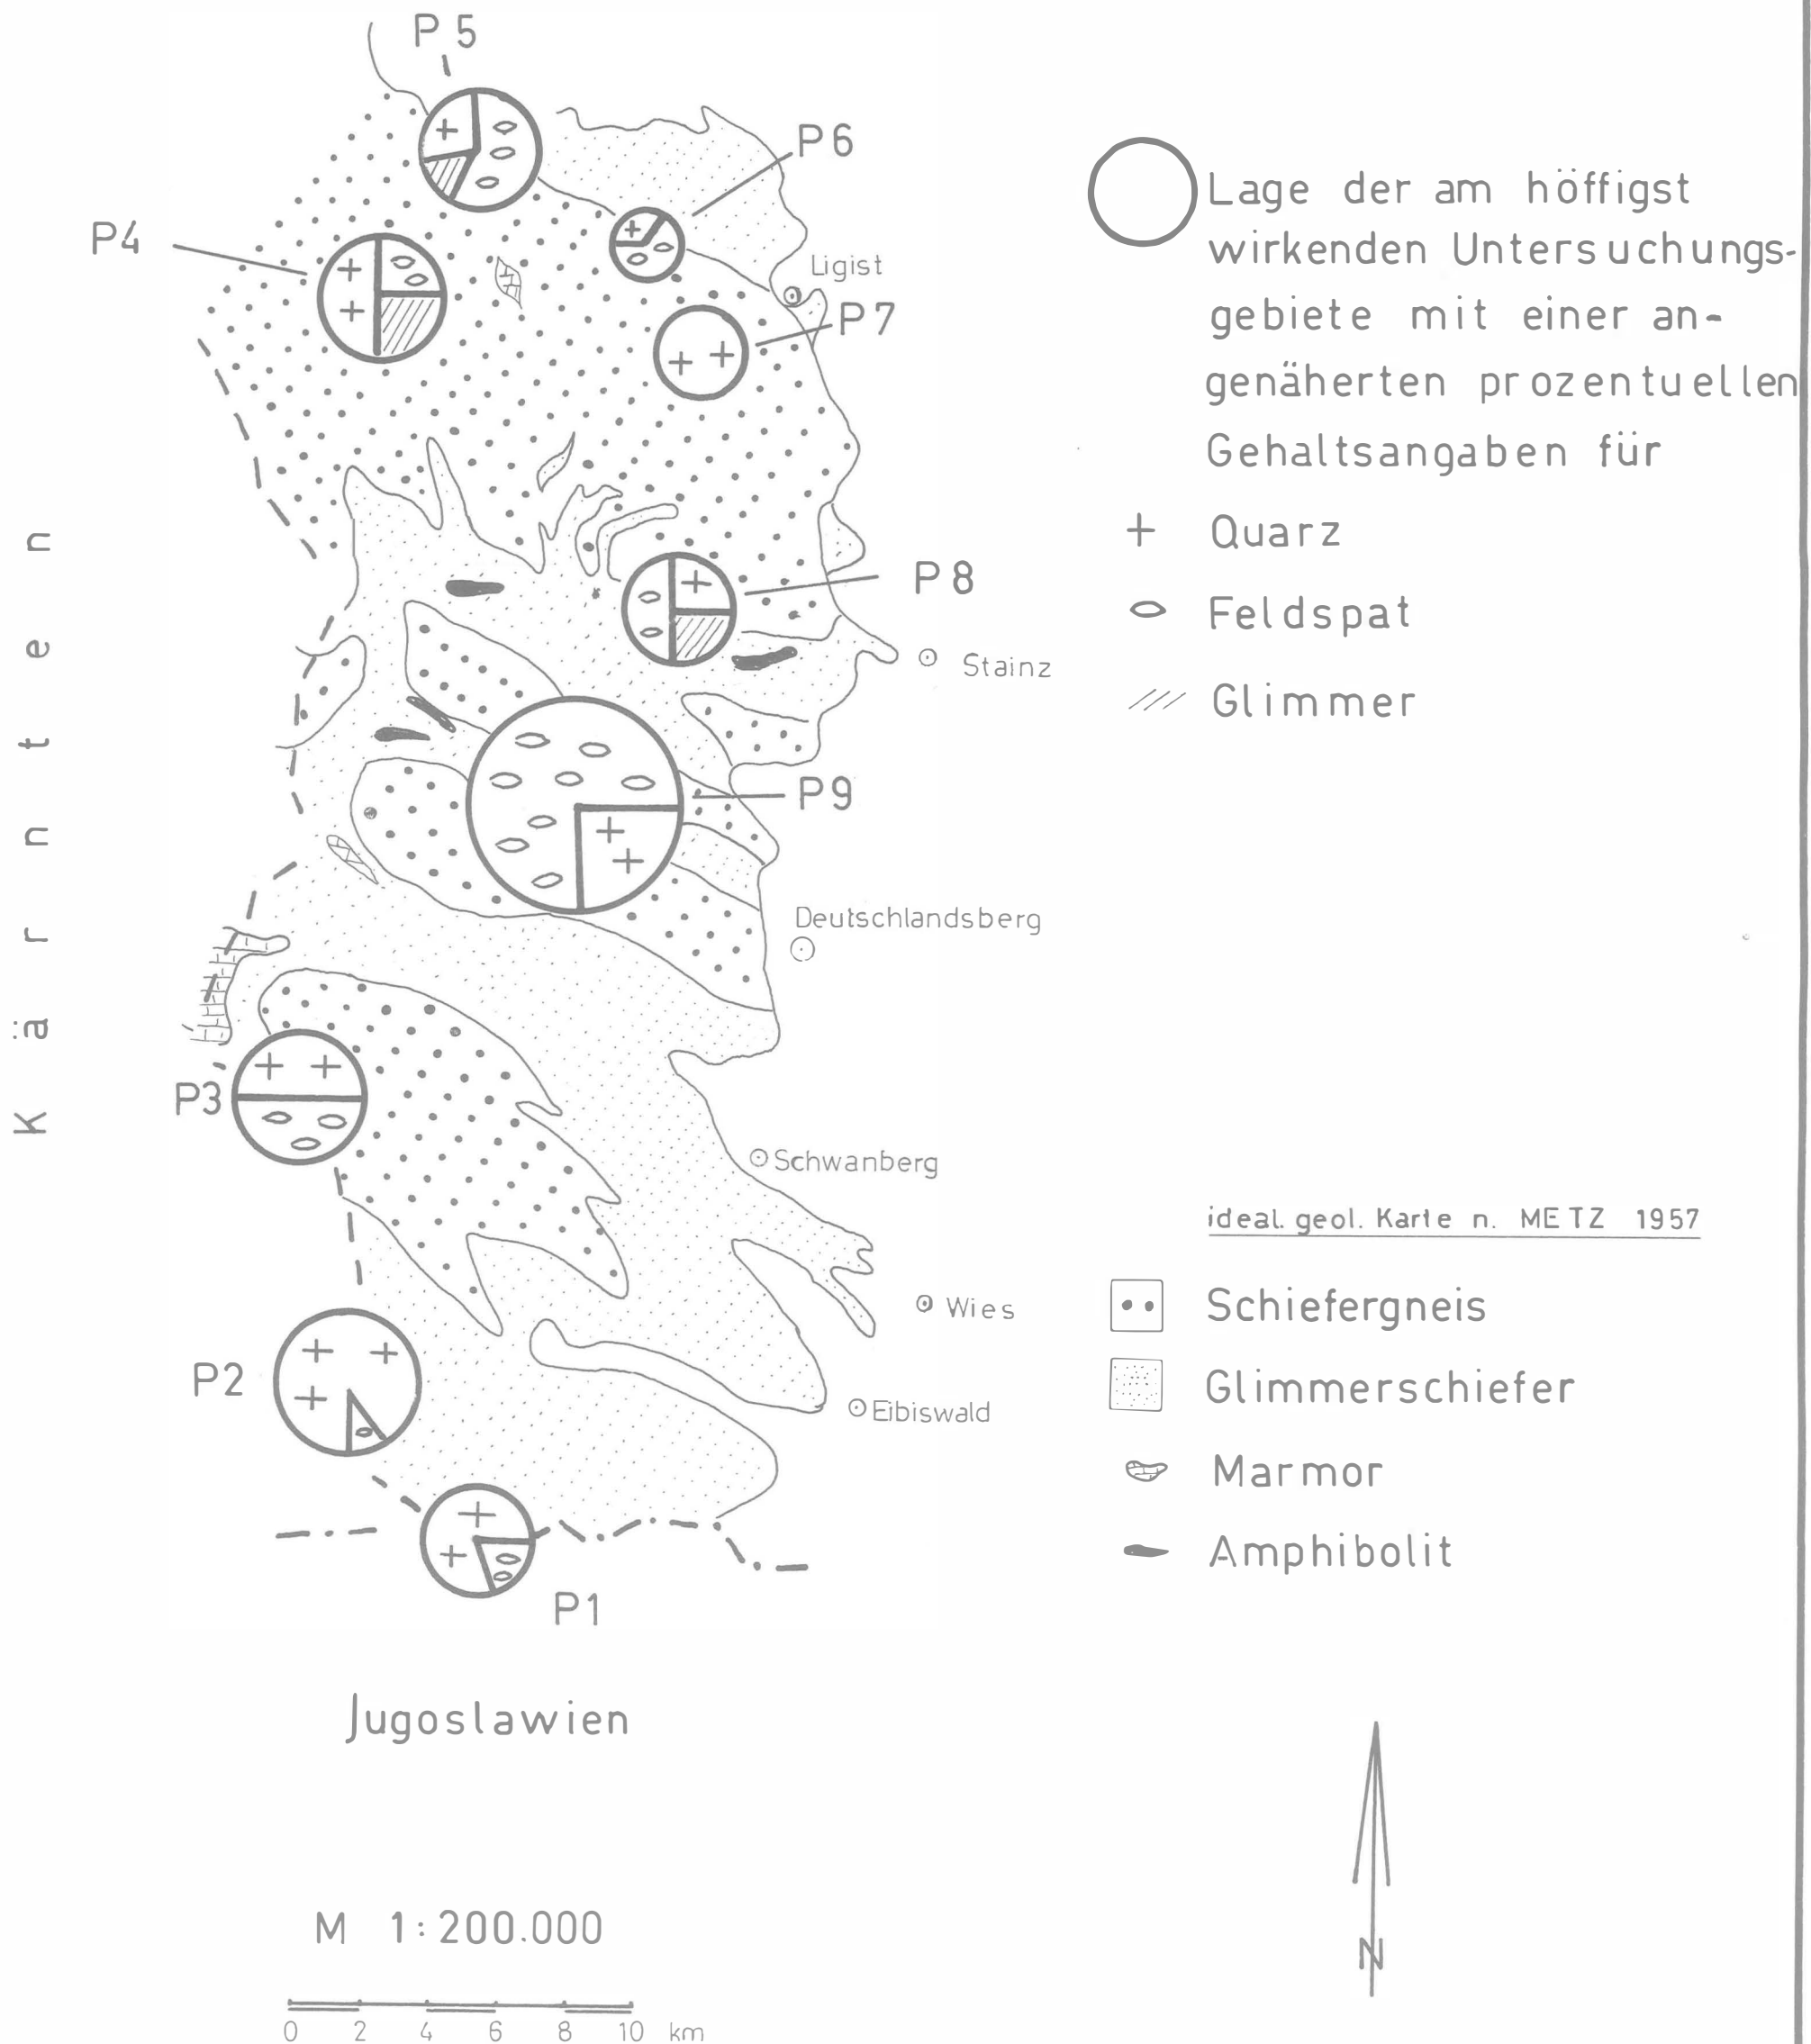 P 5
P6
P4
Ligist
P7
P 8
Stainz
P9
Deutschlandsberg
P3
Schwanberg
Wies
P2
Eibiswald
P1
Kärnten
Jugoslawien
M 1:200.000
0 2 4 6 8 10 km
Lage der am höffigst
wirkenden Untersuchungs-
gebiete mit einer an-
genäherten prozentuellen
Gehaltsangaben für
+ Quarz
Feldspat
Glimmer
ideal. geol. Karte n. METZ 1957
Schiefergneis
Glimmerschiefer
Marmor
Amphibolit
N